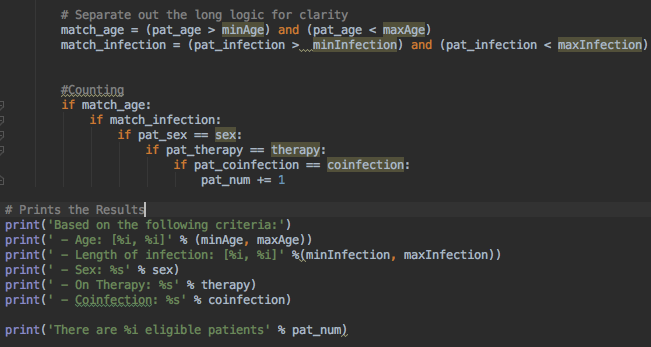 # Separate out the long logic for clarity
match_age = (pat_age > minAge) and (pat_age < maxAge)
match_infection = (pat_infection >  minInfection) and (pat_infection < maxInfection)
#Counting
if match_age:
if match_infection:
if pat_sex == sex:
if pat_therapy == therapy:
if pat_coinfection == coinfection:
pat_num += 1
# Prints the Results
print('Based on the following criteria:')
print(' - Age: [%i, %i]' % (minAge, maxAge))
print(' - Length of infection: [%i, %i]' %(minInfection, maxInfection))
print(' - Sex: %s' % sex)
print(' - On Therapy: %s' % therapy)
print(' - Coinfection: %s' % coinfection)
print('There are %i eligible patients' % pat_num)